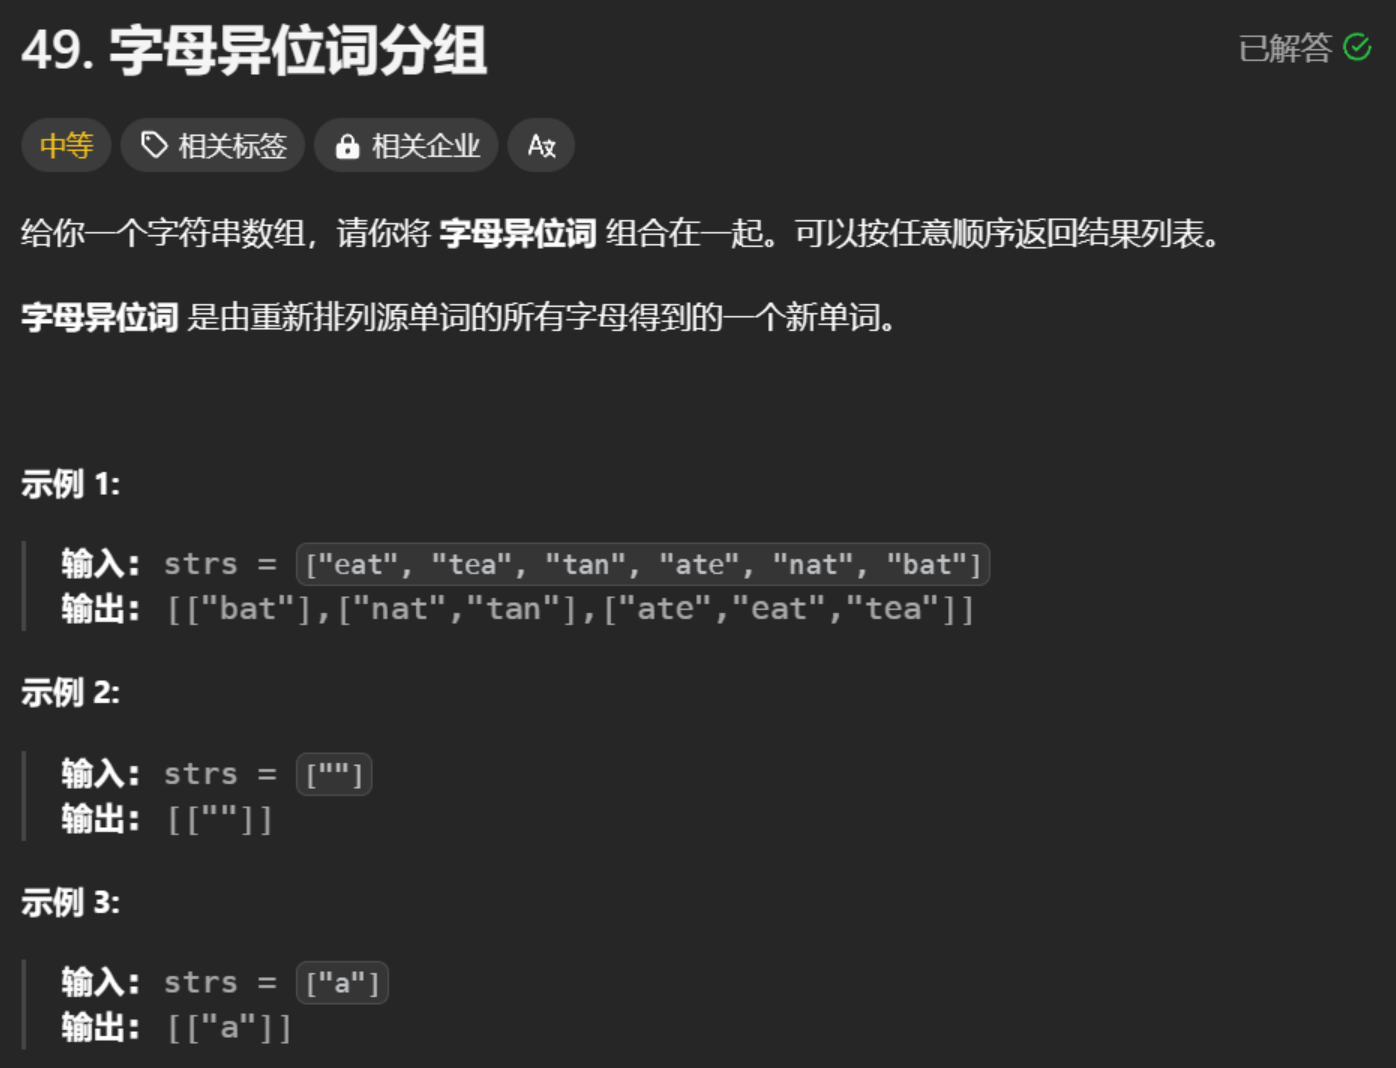 49. 字母异位词分组
已解答
中等 相关标签 相关企业
给你一个字符串数组，请你将 字母异位词 组合在一起。可以按任意顺序返回结果列表。
字母异位词 是由重新排列源单词的所有字母得到的一个新单词。
示例 1:
输入: strs = ["eat", "tea", "tan", "ate", "nat", "bat"]
输出: [["bat"],["nat","tan"],["ate","eat","tea"]]
示例 2:
输入: strs = [""]
输出: [[""]]
示例 3:
输入: strs = ["a"]
输出: [["a"]]